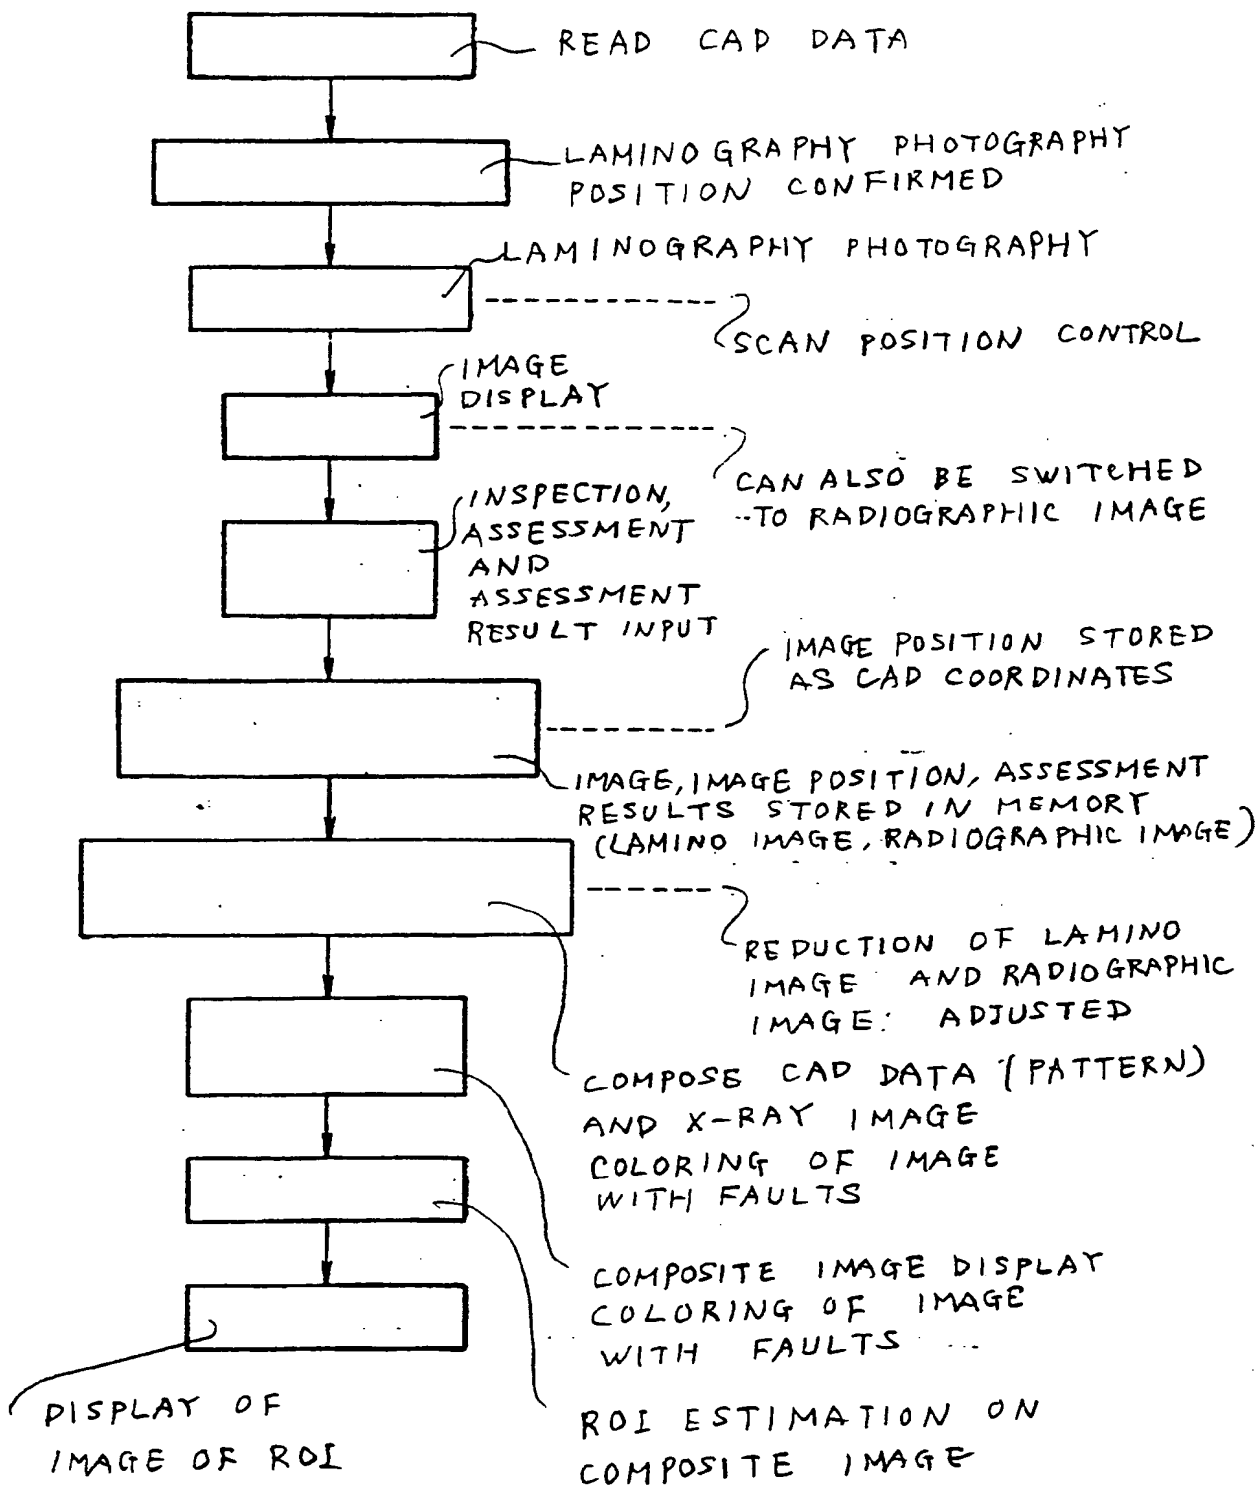 READ CAD DATA
LAMINOGRAPHY PHOTOGRAPHY
POSITION CONFIRMED
LAMINOGRAPHY PHOTOGRAPHY
SCAN POSITION CONTROL
IMAGE
DISPLAY
CAN ALSO BE SWITCHED
TO RADIOGRAPHIC IMAGE
INSPECTION,
ASSESSMENT
AND
ASSESSMENT
RESULT INPUT
IMAGE POSITION STORED
AS CAD COORDINATES
IMAGE, IMAGE POSITION, ASSESSMENT
RESULTS STORED IN MEMORY
(LAMINO IMAGE, RADIOGRAPHIC IMAGE)
REDUCTION OF LAMINO
IMAGE AND RADIOGRAPHIC
IMAGE: ADJUSTED
COMPOSE CAD DATA (PATTERN)
AND X-RAY IMAGE
COLORING OF IMAGE
WITH FAULTS
COMPOSITE IMAGE DISPLAY
COLORING OF IMAGE
WITH FAULTS
ROI ESTIMATION ON
COMPOSITE IMAGE
DISPLAY OF
IMAGE OF ROI